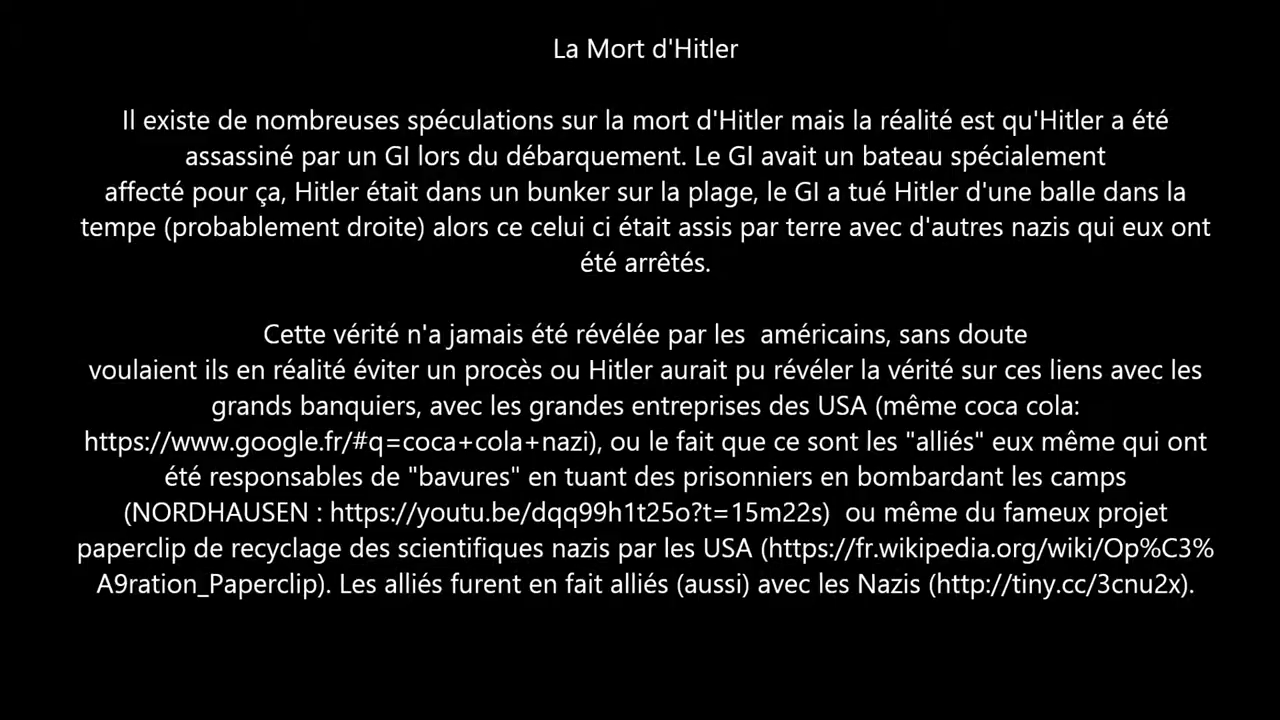 La Mort d'Hitler
Il existe de nombreuses spéculations sur la mort d'Hitler mais la réalité est qu'Hitler a été
assassiné par un GI lors du débarquement. Le GI avait un bateau spécialement
affecté pour ça, Hitler était dans un bunker sur la plage, le GI a tué Hitler d'une balle dans la
tempe (probablement droite) alors ce celui ci était assis par terre avec d'autres nazis qui eux ont
été arrêtés.
Cette vérité n'a jamais été révélée par les  américains, sans doute
voulaient ils en réalité éviter un procès ou Hitler aurait pu révéler la vérité sur ces liens avec les
grands banquiers, avec les grandes entreprises des USA (même coca cola:
https://www.google.fr/#q=coca+cola+nazi), ou le fait que ce sont les "alliés" eux même qui ont
été responsables de "bavures" en tuant des prisonniers en bombardant les camps
(NORDHAUSEN : https://youtu.be/dqq99h1t25o?t=15m22s)  ou même du fameux projet
paperclip de recyclage des scientifiques nazis par les USA (https://fr.wikipedia.org/wiki/Op%C3%
A9ration_Paperclip). Les alliés furent en fait alliés (aussi) avec les Nazis (http://tiny.cc/3cnu2x).